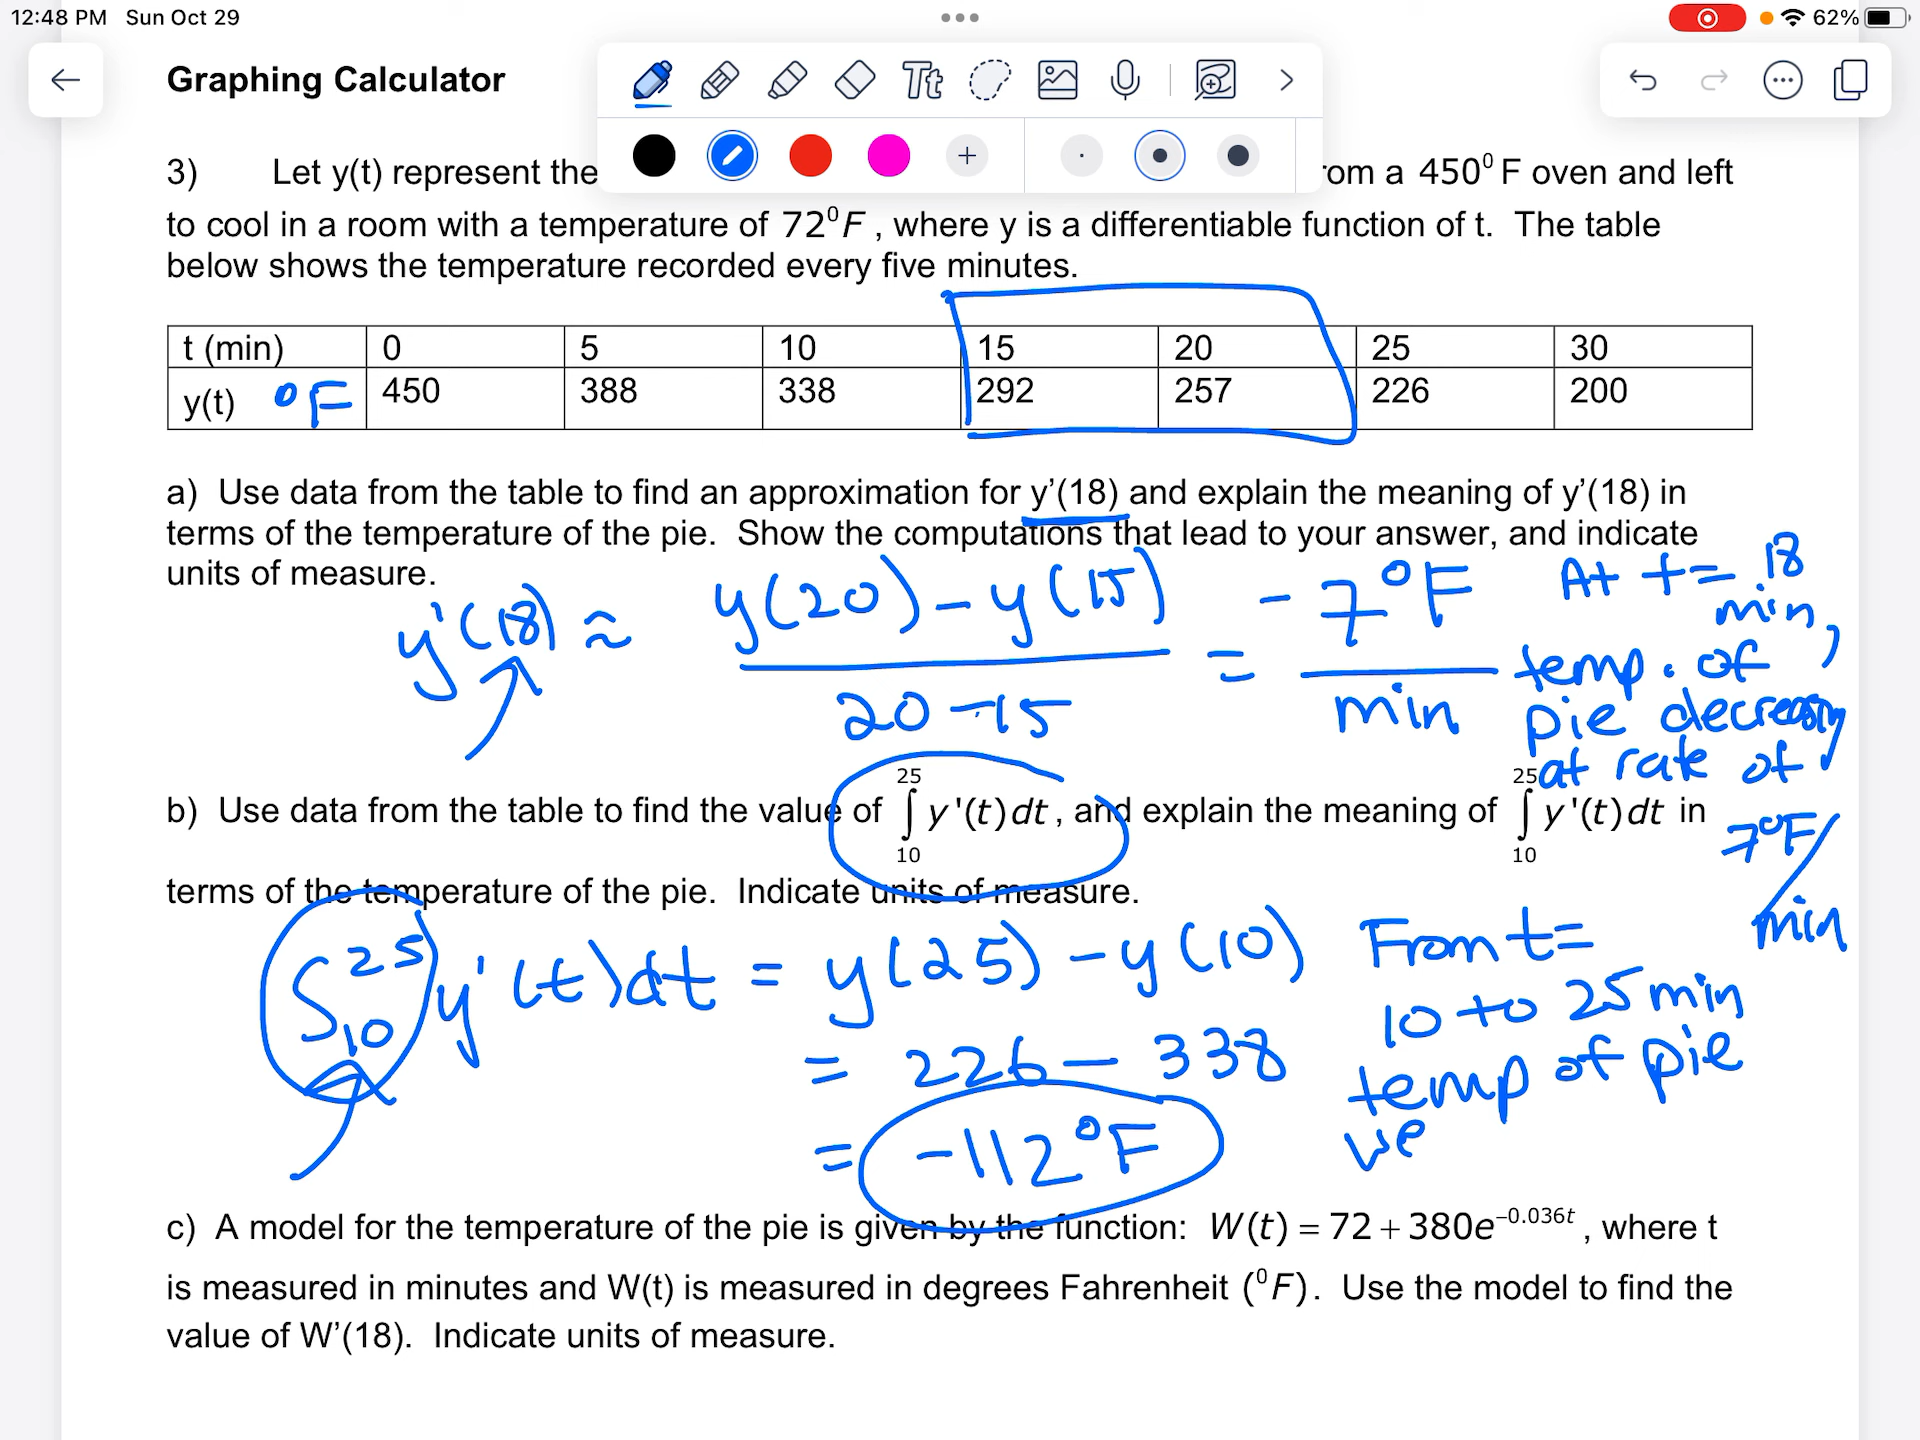 12:48 PM Sun Oct 29
62%
Graphing Calculator
Tt
3) Let y(t) represent the
rom a 450⁰ F oven and left
to cool in a room with a temperature of 72⁰F , where y is a differentiable function of t. The table
below shows the temperature recorded every five minutes.
t (min) 0 5 10 15 20 25 30
y(t) °F 450 388 338 292 257 226 200
a) Use data from the table to find an approximation for y’(18) and explain the meaning of y’(18) in
terms of the temperature of the pie. Show the computations that lead to your answer, and indicate
units of measure.
y'(18) ≈ y(20) - y(15) / 20 - 15 = -7°F / min
At t = 18
min,
temp. of
pie decreasing
at rate of
7°F/
min
b) Use data from the table to find the value of ∫₁₀²⁵ y '(t) dt , and explain the meaning of ∫₁₀²⁵ y '(t) dt in
terms of the temperature of the pie. Indicate units of measure.
∫₁₀²⁵ y'(t)dt = y(25) - y(10)
= 226 - 338
= -112°F
From t=
10 to 25 min
temp of pie
c) A model for the temperature of the pie is given by the function: W(t) = 72 + 380e^−0.036t , where t
is measured in minutes and W(t) is measured in degrees Fahrenheit (⁰F). Use the model to find the
value of W’(18). Indicate units of measure.